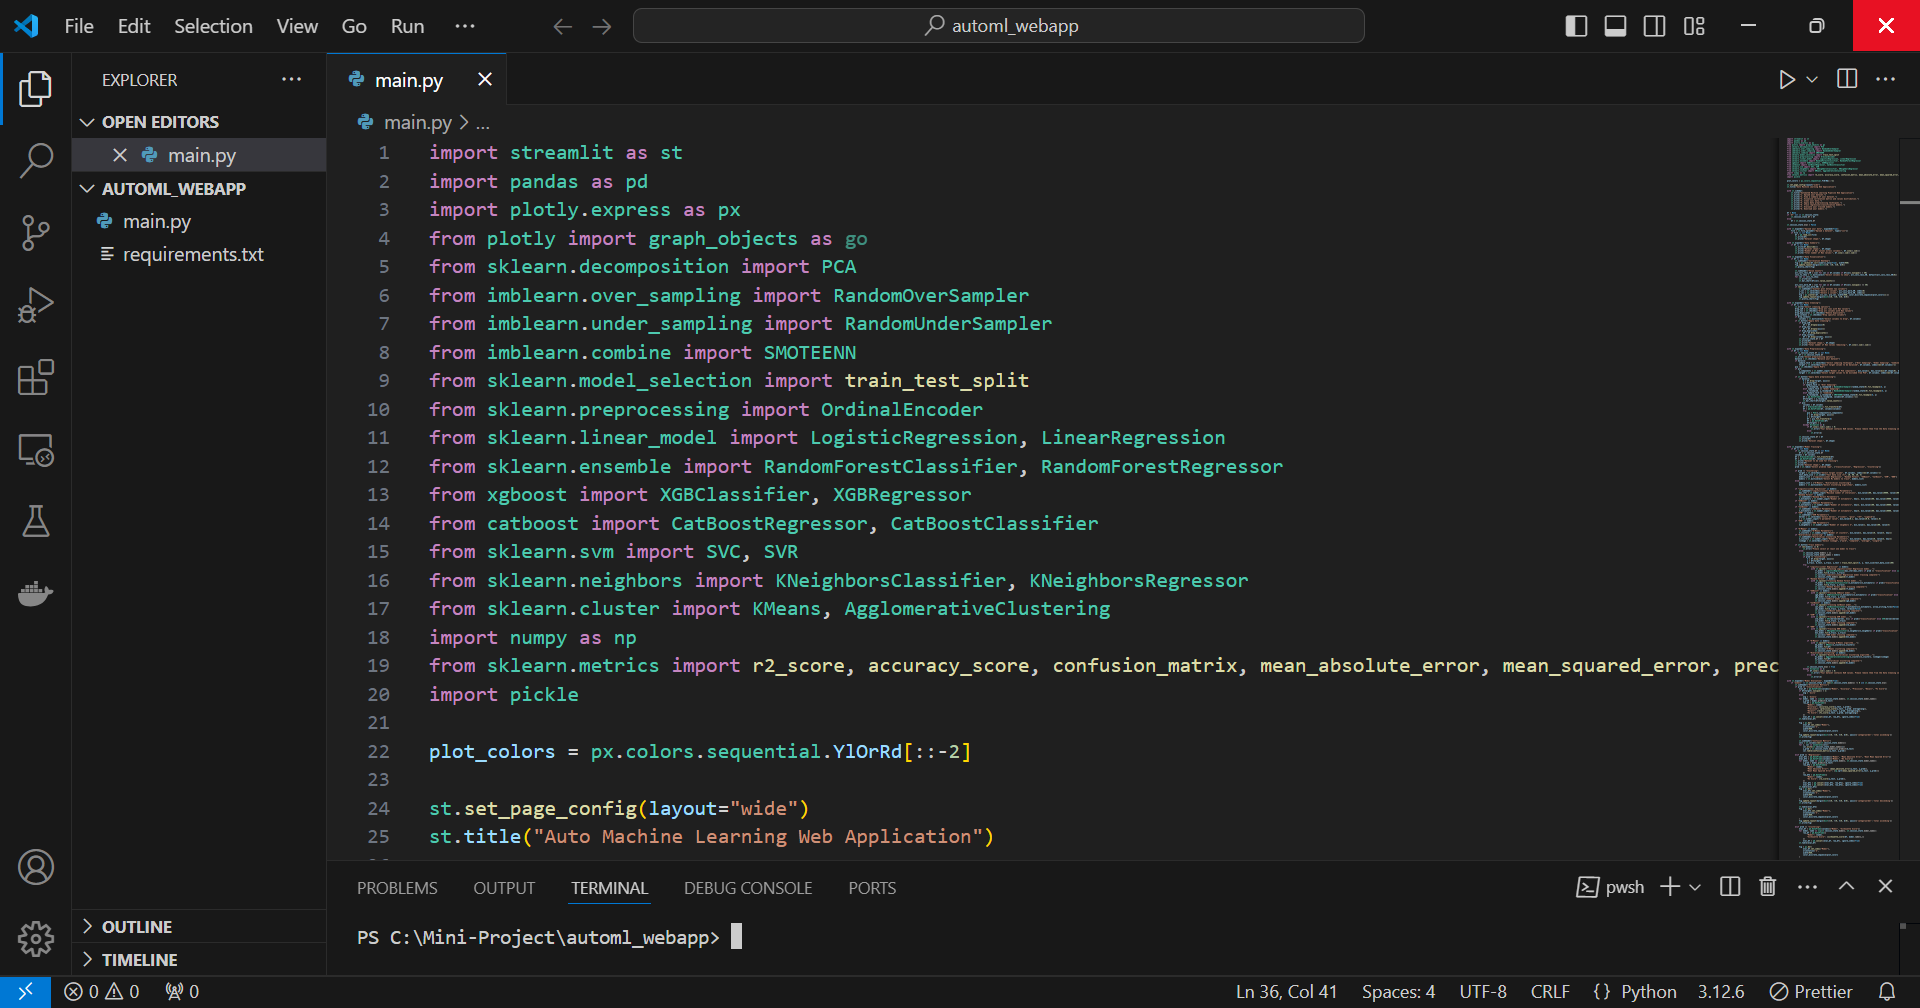 File Edit Selection View Go Run
automl_webapp
EXPLORER
OPEN EDITORS
main.py
AUTOML_WEBAPP
main.py
requirements.txt
OUTLINE
TIMELINE
main.py
main.py > ...
1 import streamlit as st
2 import pandas as pd
3 import plotly.express as px
4 from plotly import graph_objects as go
5 from sklearn.decomposition import PCA
6 from imblearn.over_sampling import RandomOverSampler
7 from imblearn.under_sampling import RandomUnderSampler
8 from imblearn.combine import SMOTEENN
9 from sklearn.model_selection import train_test_split
10 from sklearn.preprocessing import OrdinalEncoder
11 from sklearn.linear_model import LogisticRegression, LinearRegression
12 from sklearn.ensemble import RandomForestClassifier, RandomForestRegressor
13 from xgboost import XGBClassifier, XGBRegressor
14 from catboost import CatBoostRegressor, CatBoostClassifier
15 from sklearn.svm import SVC, SVR
16 from sklearn.neighbors import KNeighborsClassifier, KNeighborsRegressor
17 from sklearn.cluster import KMeans, AgglomerativeClustering
18 import numpy as np
19 from sklearn.metrics import r2_score, accuracy_score, confusion_matrix, mean_absolute_error, mean_squared_error, prec
20 import pickle
21
22 plot_colors = px.colors.sequential.YlOrRd[::-2]
23
24 st.set_page_config(layout="wide")
25 st.title("Auto Machine Learning Web Application")
PROBLEMS OUTPUT TERMINAL DEBUG CONSOLE PORTS
pwsh
PS C:\Mini-Project\automl_webapp>
0 0 0
Ln 36, Col 41 Spaces: 4 UTF-8 CRLF {} Python 3.12.6 Prettier